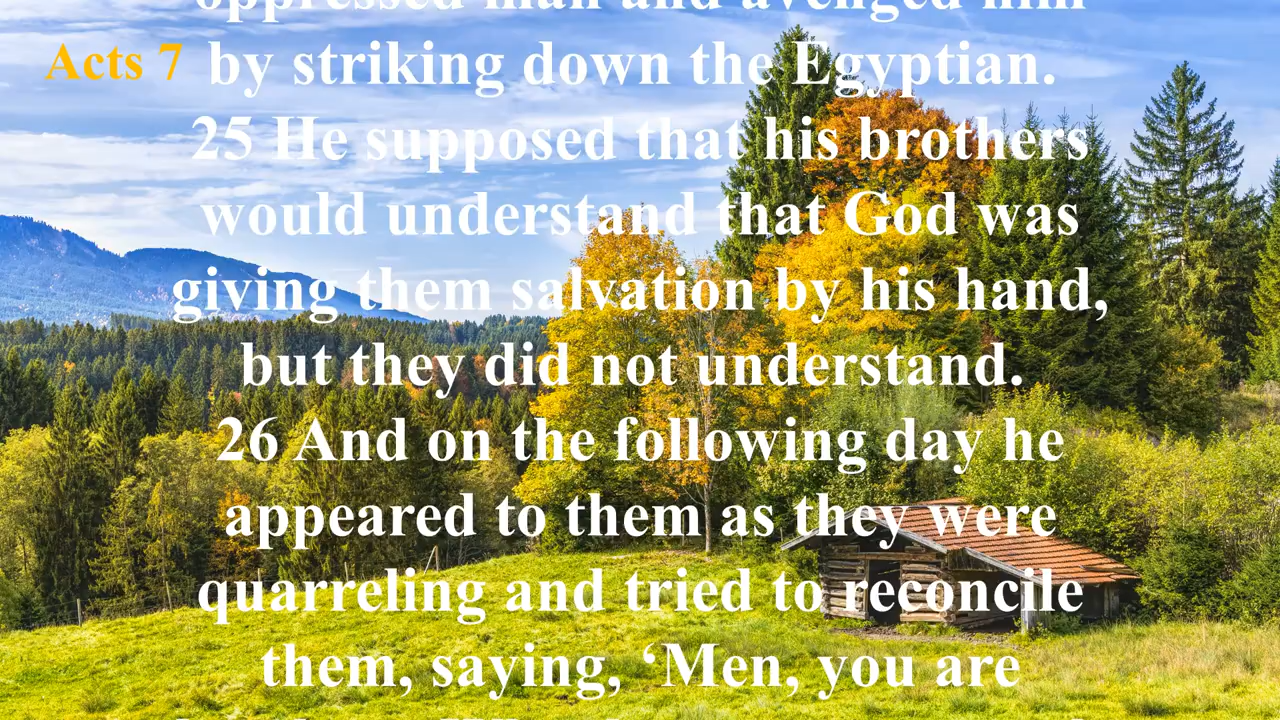 oppressed man and avenged him
Acts 7
by striking down the Egyptian.
25 He supposed that his brothers
would understand that God was
giving them salvation by his hand,
but they did not understand.
26 And on the following day he
appeared to them as they were
quarreling and tried to reconcile
them, saying, ‘Men, you are